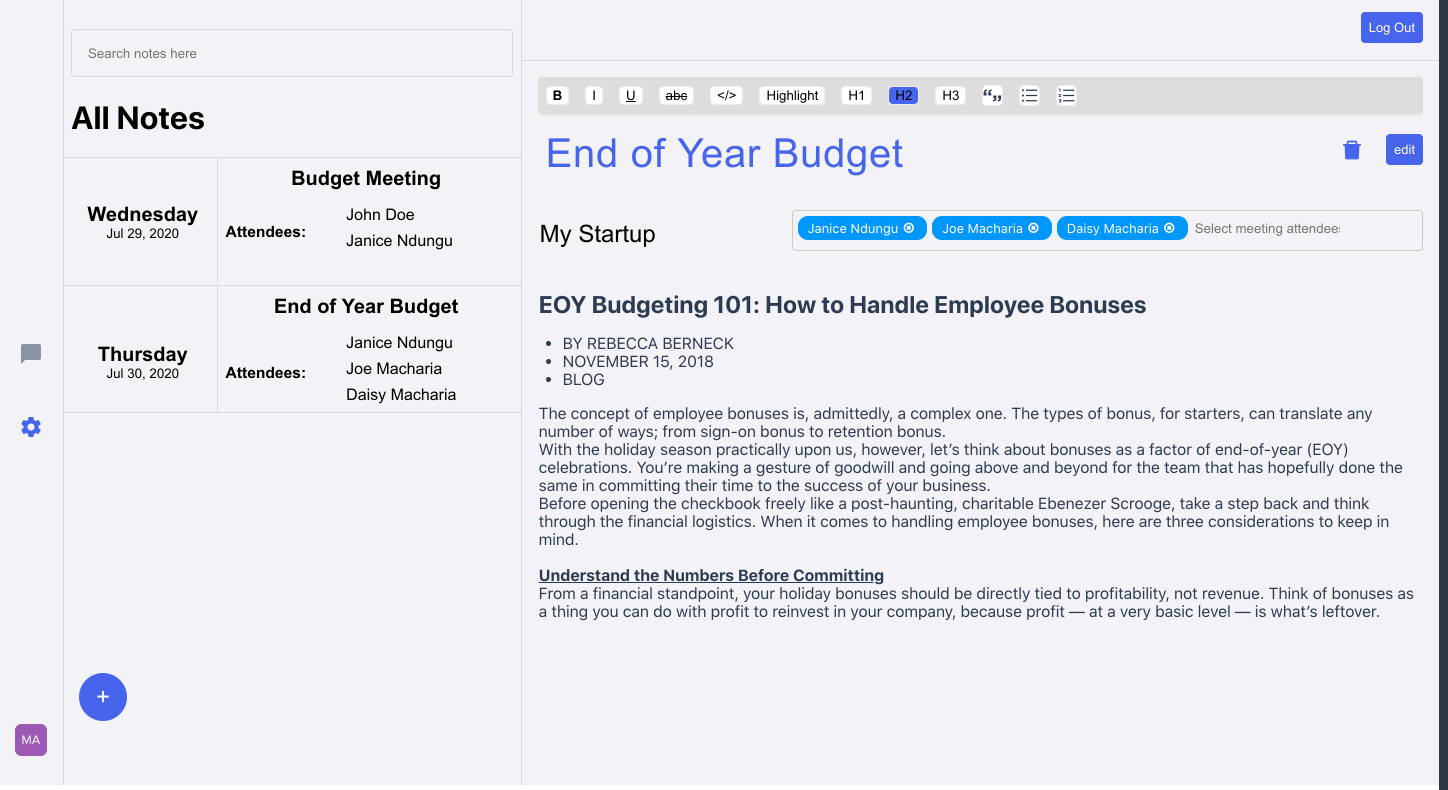 Search notes here
All Notes
Wednesday
Jul 29, 2020
Budget Meeting
Attendees:
John Doe
Janice Ndungu
Thursday
Jul 30, 2020
End of Year Budget
Attendees:
Janice Ndungu
Joe Macharia
Daisy Macharia
+
MA
Log Out
B I U abc </> Highlight H1 H2 H3 “”
End of Year Budget
edit
My Startup
Janice Ndungu Joe Macharia Daisy Macharia Select meeting attendee
EOY Budgeting 101: How to Handle Employee Bonuses
• BY REBECCA BERNECK
• NOVEMBER 15, 2018
• BLOG
The concept of employee bonuses is, admittedly, a complex one. The types of bonus, for starters, can translate any
number of ways; from sign-on bonus to retention bonus.
With the holiday season practically upon us, however, let’s think about bonuses as a factor of end-of-year (EOY)
celebrations. You’re making a gesture of goodwill and going above and beyond for the team that has hopefully done the
same in committing their time to the success of your business.
Before opening the checkbook freely like a post-haunting, charitable Ebenezer Scrooge, take a step back and think
through the financial logistics. When it comes to handling employee bonuses, here are three considerations to keep in
mind.
Understand the Numbers Before Committing
From a financial standpoint, your holiday bonuses should be directly tied to profitability, not revenue. Think of bonuses as
a thing you can do with profit to reinvest in your company, because profit — at a very basic level — is what’s leftover.